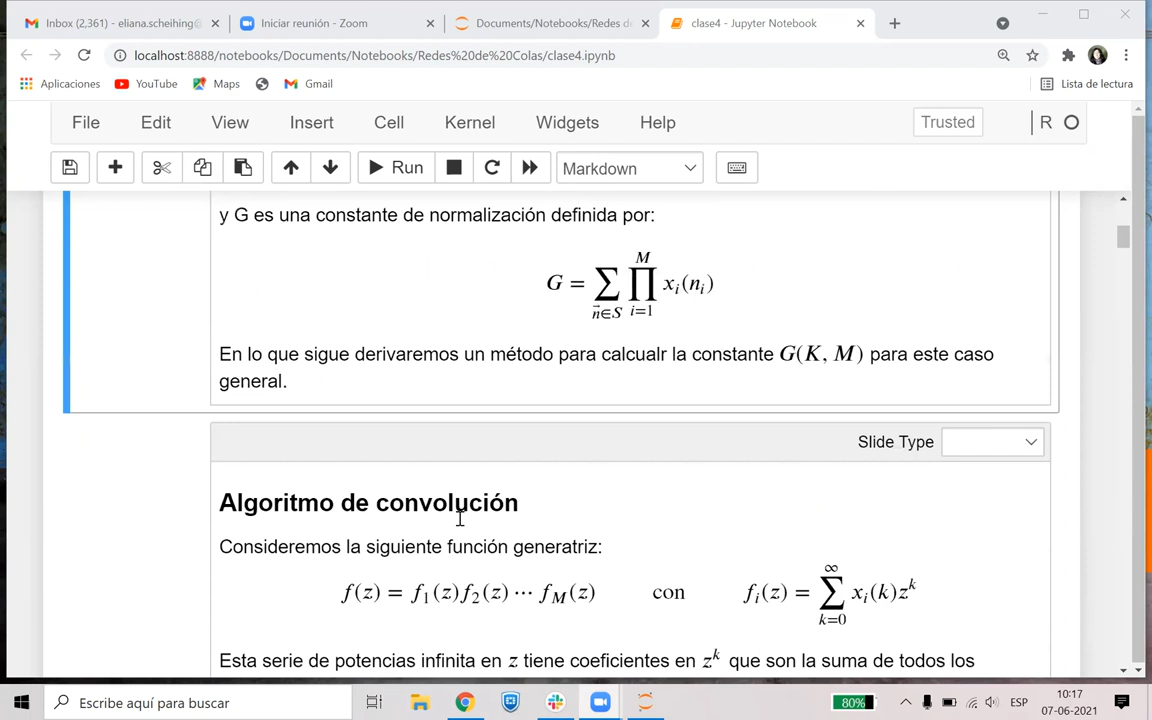 Inbox (2,361) - eliana.scheihing@
Iniciar reunión - Zoom
Documents/Notebooks/Redes de
clase4 - Jupyter Notebook
localhost:8888/notebooks/Documents/Notebooks/Redes%20de%20Colas/clase4.ipynb
Aplicaciones YouTube Maps Gmail Lista de lectura
File Edit View Insert Cell Kernel Widgets Help Trusted R
Run Markdown
y G es una constante de normalización definida por:
G = ∑_{n⃗∈S} ∏_{i=1}^{M} x_i(n_i)
En lo que sigue derivaremos un método para calcualr la constante G(K, M) para este caso
general.
Slide Type
Algoritmo de convolución
Consideremos la siguiente función generatriz:
f(z) = f_1(z)f_2(z) ⋯ f_M(z) con f_i(z) = ∑_{k=0}^{∞} x_i(k)z^k
Esta serie de potencias infinita en z tiene coeficientes en z^k que son la suma de todos los
Escribe aquí para buscar
80%
ESP
10:17
07-06-2021